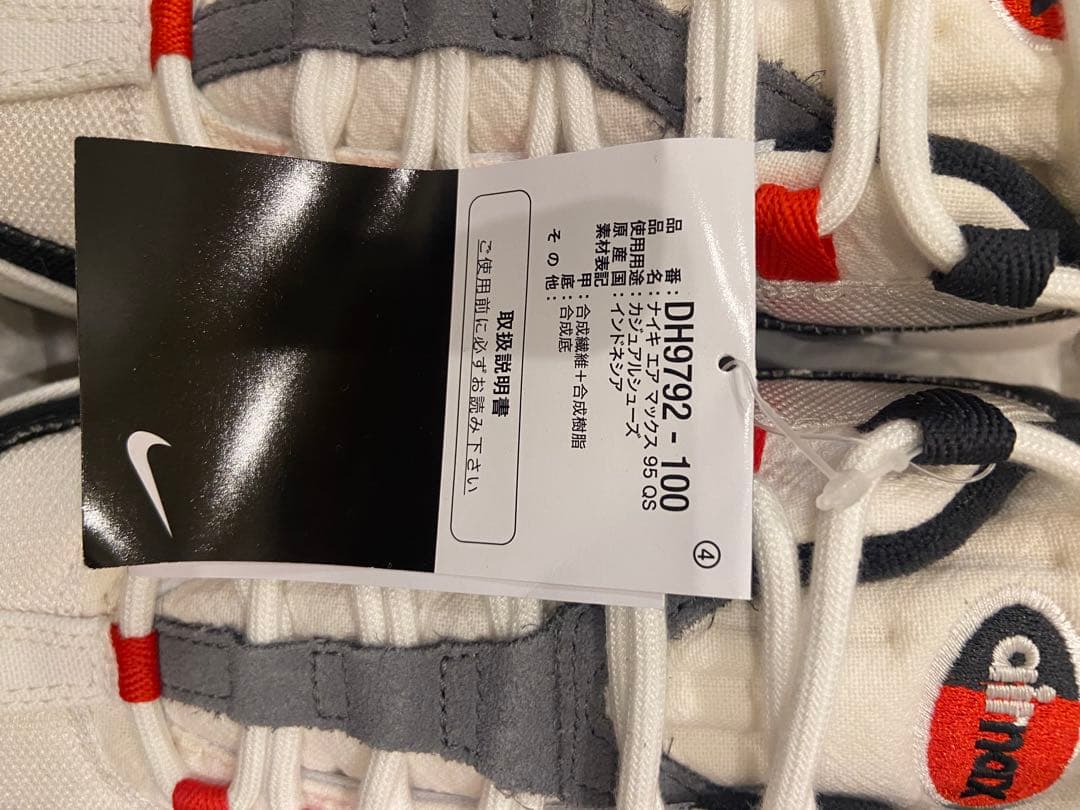 品　番：DH9792 - 100
品　名：ナイキ エア マックス 95 QS
使用用途：カジュアルシューズ
原 産 国：インドネシア
素材表記
甲：合成繊維＋合成樹脂
底：合成底
そ の 他：
取扱説明書
ご使用前に必ずお読み下さい
④
air max